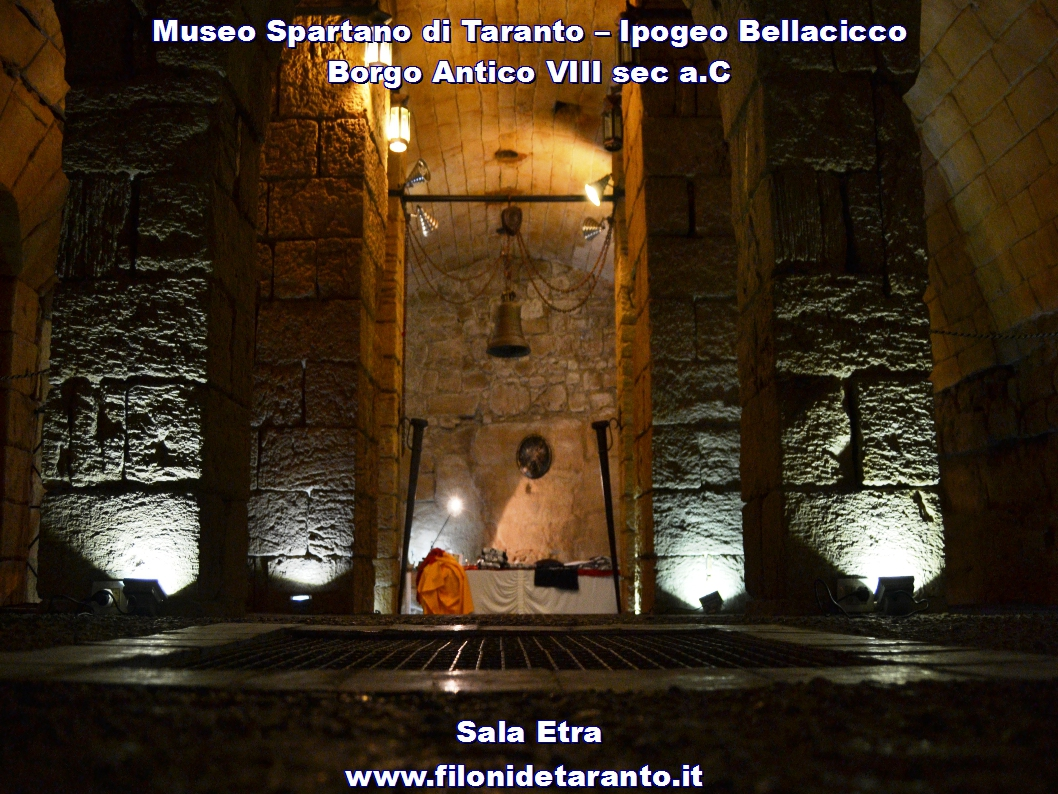 Museo Spartano di Taranto – Ipogeo Bellacicco
Borgo Antico VIII sec a.C
Sala Etra
www.filonidetaranto.it